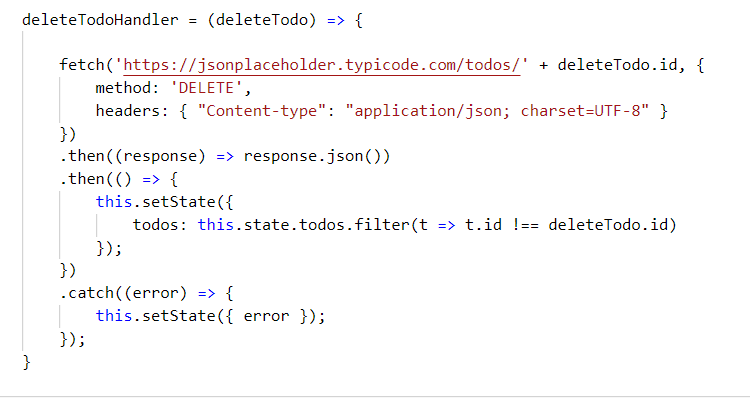 deleteTodoHandler = (deleteTodo) => {
fetch('https://jsonplaceholder.typicode.com/todos/' + deleteTodo.id, {
method: 'DELETE',
headers: { "Content-type": "application/json; charset=UTF-8" }
})
.then((response) => response.json())
.then(() => {
this.setState({
todos: this.state.todos.filter(t => t.id !== deleteTodo.id)
});
})
.catch((error) => {
this.setState({ error });
});
}